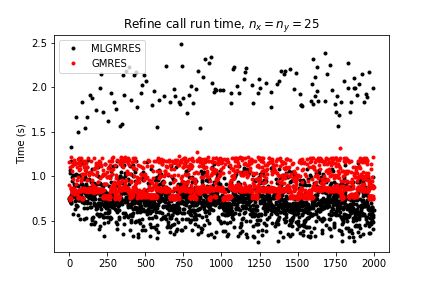 Refine call run time, $n_x = n_y = 25$
MLGMRES
GMRES
Time (s)
2.5
2.0
1.5
1.0
0.5
0 250 500 750 1000 1250 1500 1750 2000